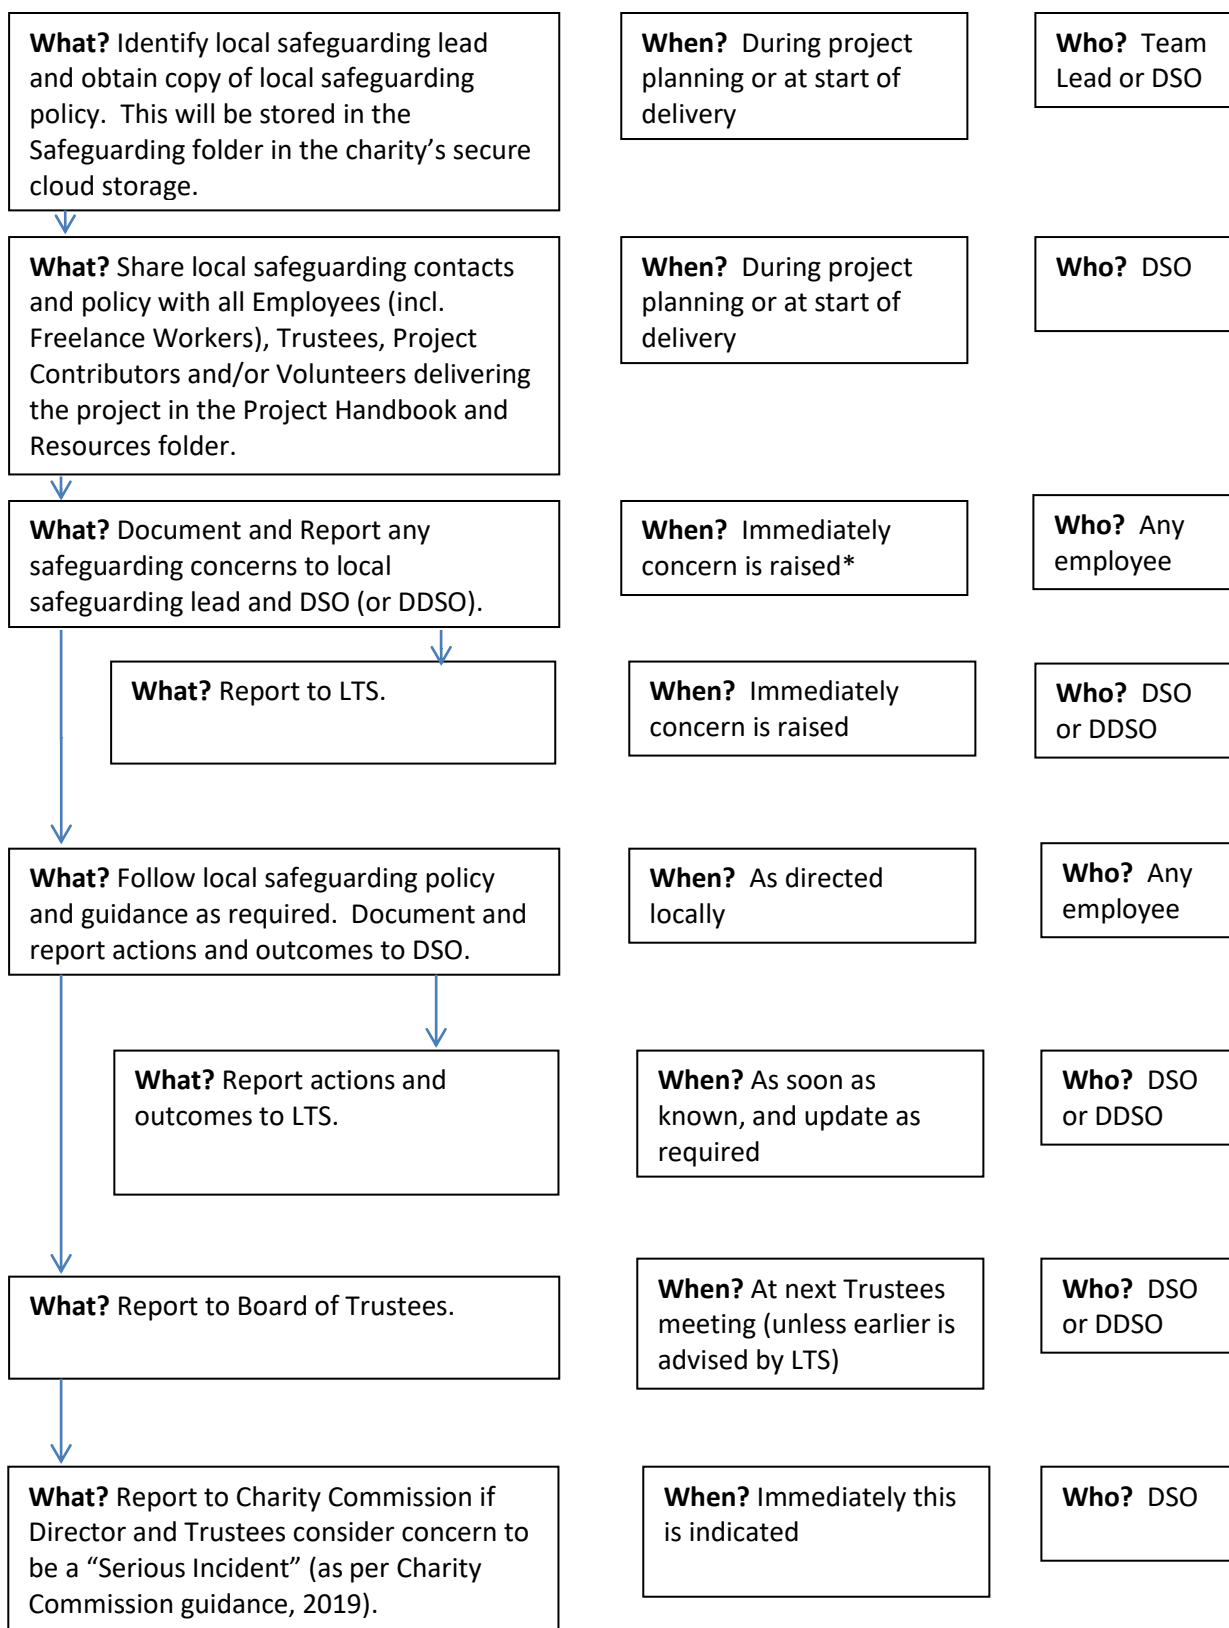 What? Identify local safeguarding lead
and obtain copy of local safeguarding
policy. This will be stored in the
Safeguarding folder in the charity's secure
cloud storage.
When? During project
planning or at start of
delivery
Who? Team
Lead or DSO
What? Share local safeguarding contacts
and policy with all Employees (incl.
Freelance Workers), Trustees, Project
Contributors and/or Volunteers delivering
the project in the Project Handbook and
Resources folder.
When? During project
planning or at start of
delivery
Who? DSO
What? Document and Report any
safeguarding concerns to local
safeguarding lead and DSO (or DDSO).
When? Immediately
concern is raised*
Who? Any
employee
What? Report to LTS.
When? Immediately
concern is raised
Who? DSO
or DDSO
What? Follow local safeguarding policy
and guidance as required. Document and
report actions and outcomes to DSO.
When? As directed
locally
Who? Any
employee
What? Report actions and
outcomes to LTS.
When? As soon as
known, and update as
required
Who? DSO
or DDSO
What? Report to Board of Trustees.
When? At next Trustees
meeting (unless earlier is
advised by LTS)
Who? DSO
or DDSO
What? Report to Charity Commission if
Director and Trustees consider concern to
be a “Serious Incident” (as per Charity
Commission guidance, 2019).
When? Immediately this
is indicated
Who? DSO